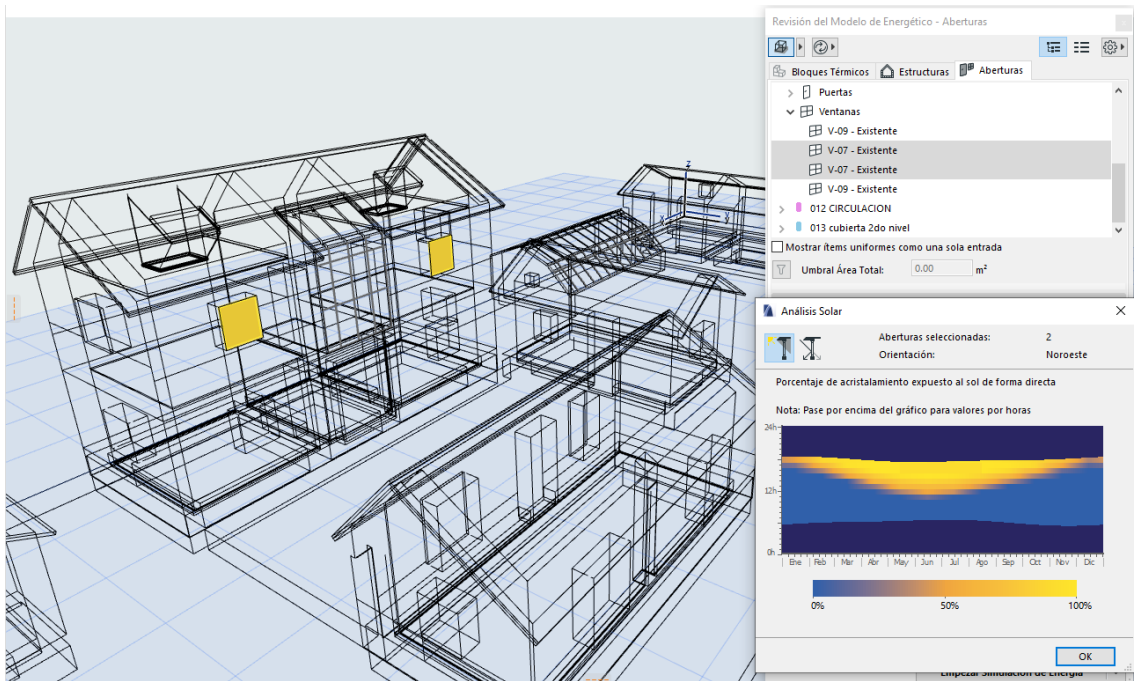 Revisión del Modelo de Energético - Aberturas
Bloques Térmicos Estructuras Aberturas
Puertas
Ventanas
V-09 - Existente
V-07 - Existente
V-07 - Existente
V-09 - Existente
012 CIRCULACION
013 cubierta 2do nivel
Mostrar ítems uniformes como una sola entrada
Umbral Área Total: 0.00 m²
z
Análisis Solar
Aberturas seleccionadas: 2
Orientación: Noroeste
Porcentaje de acristalamiento expuesto al sol de forma directa
Nota: Pase por encima del gráfico para valores por horas
24h
12h
0h
Ene Feb Mar Abr May Jun Jul Ago Sep Oct Nov Dic
0% 50% 100%
OK
Empezar Simulación de Energía